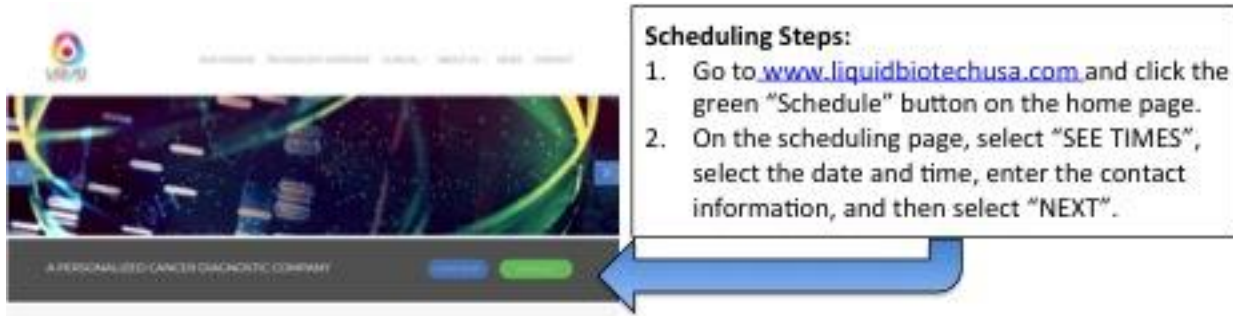 Scheduling Steps:
1. Go to www.liquidbiotechusa.com and click the
green “Schedule” button on the home page.
2. On the scheduling page, select “SEE TIMES”,
select the date and time, enter the contact
information, and then select “NEXT”.
A PERSONALIZED CANCER DIAGNOSTIC COMPANY